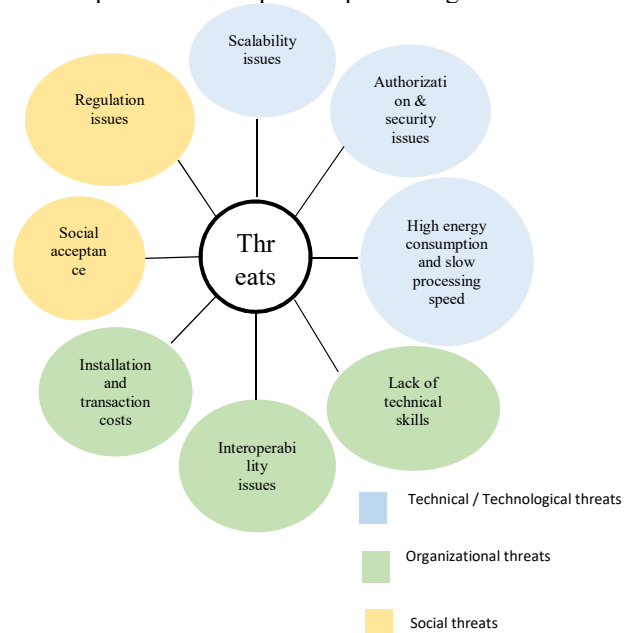 Scalability
issues
Authorizati
on &
security
issues
High energy
consumption
and slow
processing
speed
Lack of
technical
skills
Interoperabi
lity
issues
Installation
and
transaction
costs
Social
acceptan
ce
Regulation
issues
Thr
eats
Technical / Technological threats
Organizational threats
Social threats